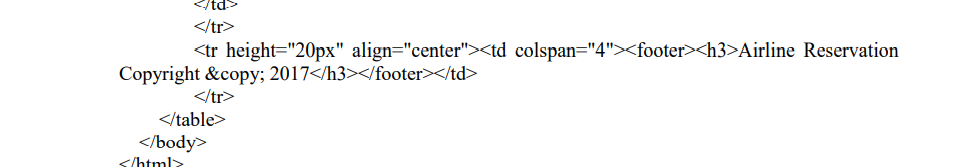 </td>
</tr>
<tr height="20px" align="center"><td colspan="4"><footer><h3>Airline Reservation
Copyright &copy; 2017</h3></footer></td>
</tr>
</table>
</body>
</html>